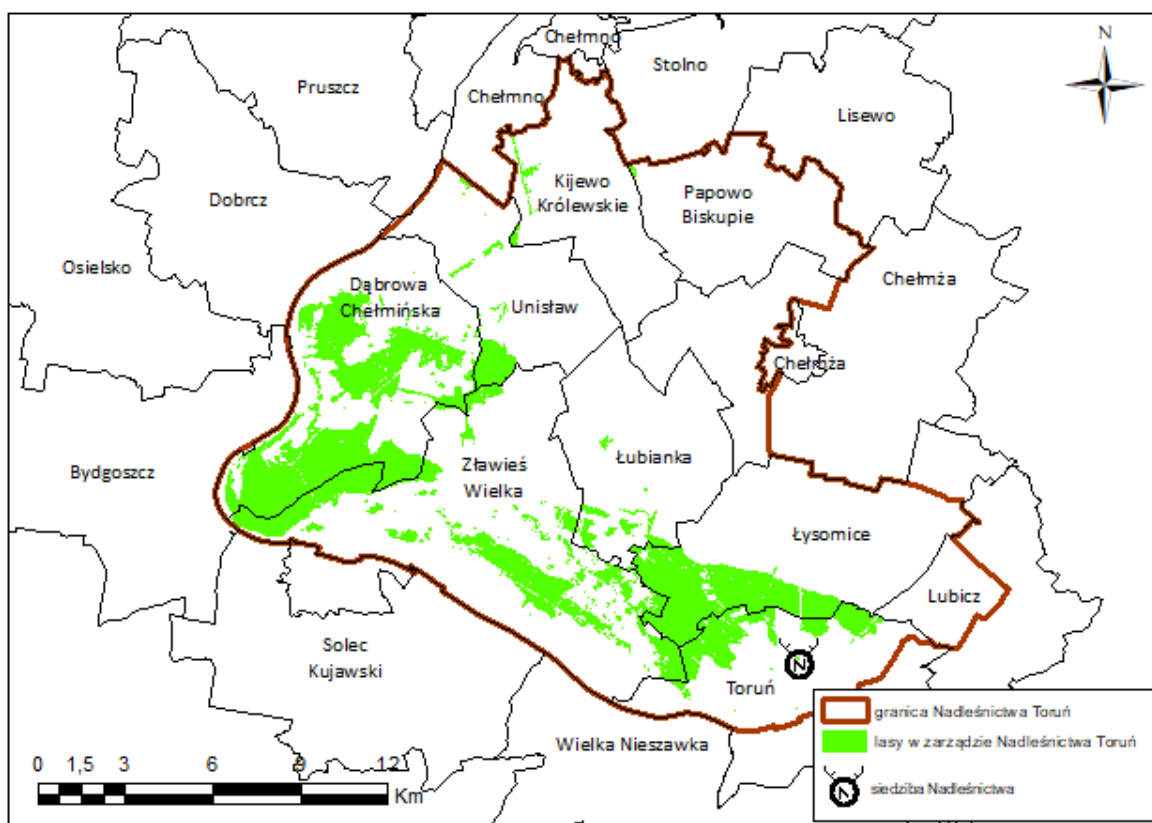 Chełmno
N
Stolno
Pruszcz
Chełmno
Lisewo
Kijewo
Królewskie
Papowo
Biskupie
Dobrcz
Osielsko
Chełmża
Dąbrowa
Chełmińska
Unisław
Chełmża
Bydgoszcz
Zławieś
Wielka
Łubianka
Łysomice
Lubicz
Solec
Kujawski
N
Toruń
Wielka Nieszawka
granica Nadleśnictwa Toruń
lasy w zarządzie Nadleśnictwa Toruń
N
siedziba Nadleśnictwa
0 1,5 3 6 9 12
Km